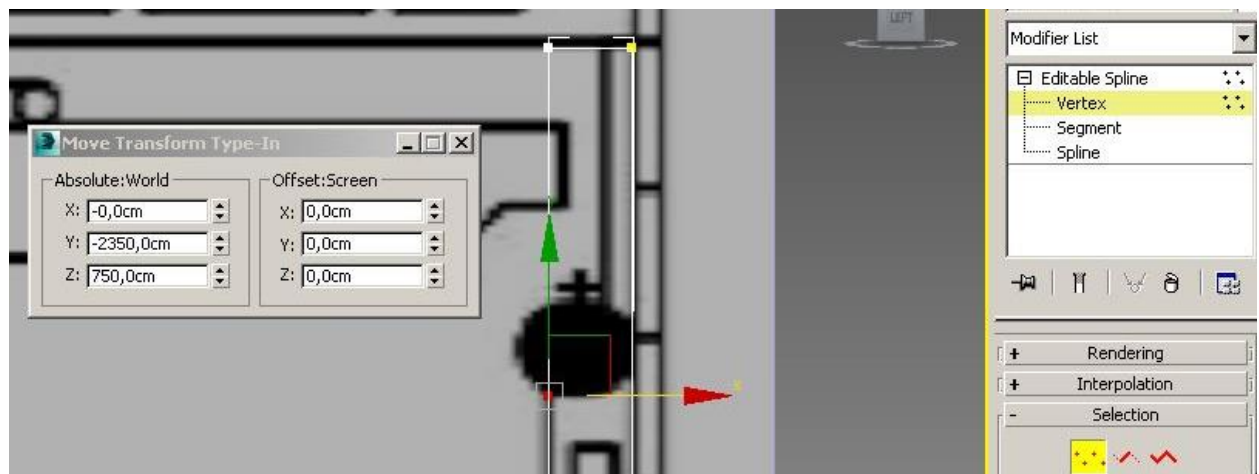 LEFT
Modifier List
Editable Spline
Vertex
Segment
Spline
Move Transform Type-In
Absolute:World
Offset:Screen
X: -0,0cm
X: 0,0cm
Y: -2350,0cm
Y: 0,0cm
Z: 750,0cm
Z: 0,0cm
x
+ Rendering
+ Interpolation
- Selection